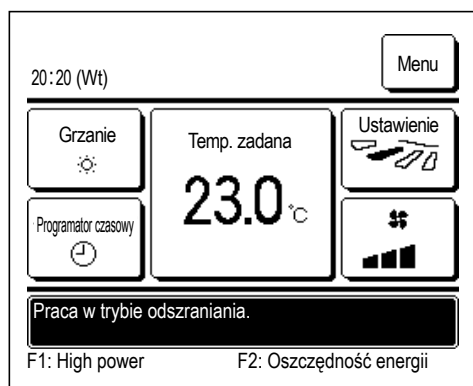 Menu
20:20 (Wt)
Grzanie
Temp. zadana
Ustawienie
23.0 °C
Programator czasowy
Praca w trybie odszraniania.
F1: High power F2: Oszczędność energii